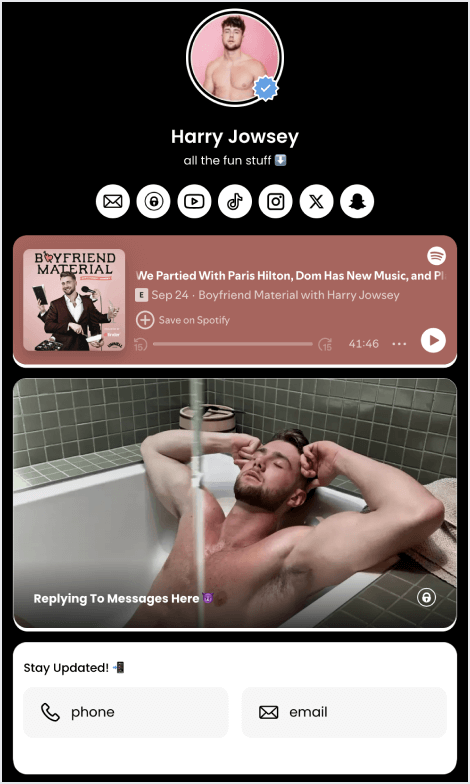 Harry Jowsey
all the fun stuff ⬇️
BOYFRIEND
MATERIAL
We Partied With Paris Hilton, Dom Has New Music, and Pl
E Sep 24 · Boyfriend Material with Harry Jowsey
Save on Spotify
15 15 41:46
Replying To Messages Here 😈
Stay Updated! 📲
phone email